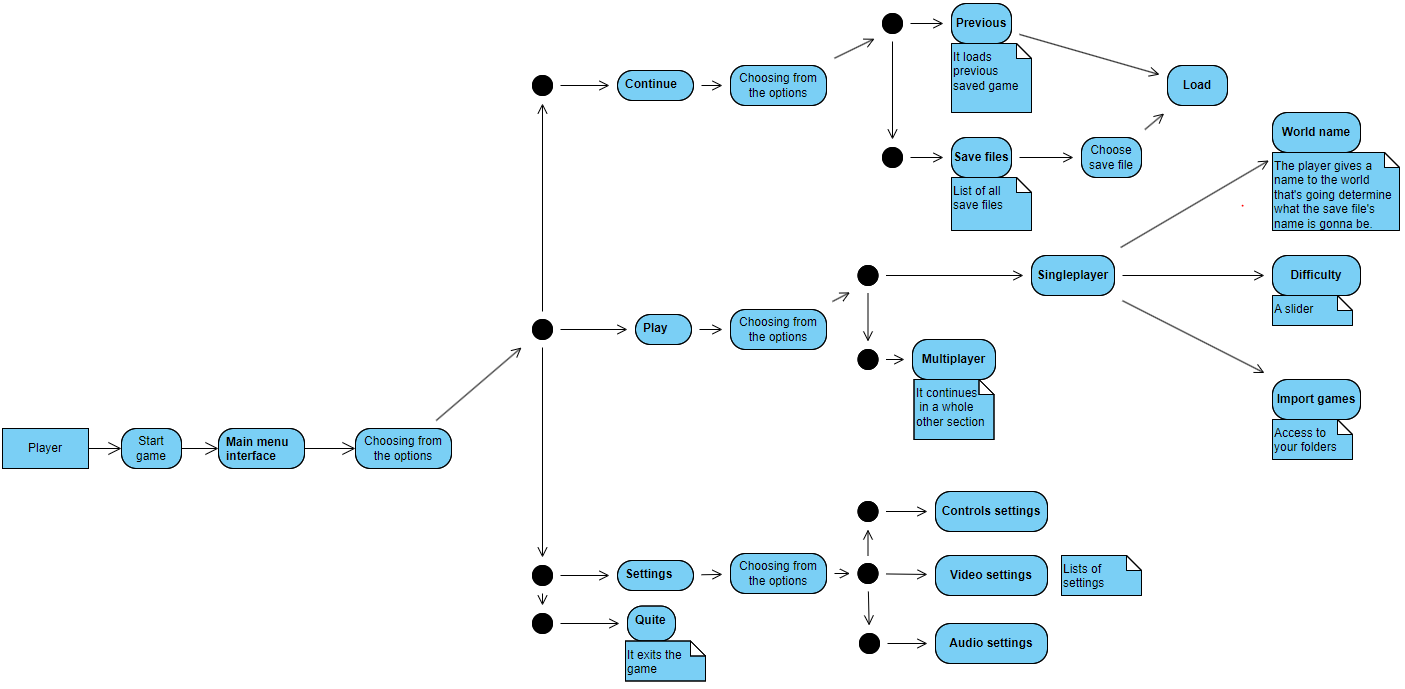 Previous
It loads
previous
saved game
Continue
Choosing from
the options
Load
Save files
List of all
save files
Choose
save file
World name
The player gives a
name to the world
that's going determine
what the save file's
name is gonna be.
Singleplayer
Difficulty
A slider
Play
Choosing from
the options
Multiplayer
It continues
in a whole
other section
Import games
Access to
your folders
Player
Start
game
Main menu
interface
Choosing from
the options
Controls settings
Settings
Choosing from
the options
Video settings
Lists of
settings
Quite
It exits the
game
Audio settings